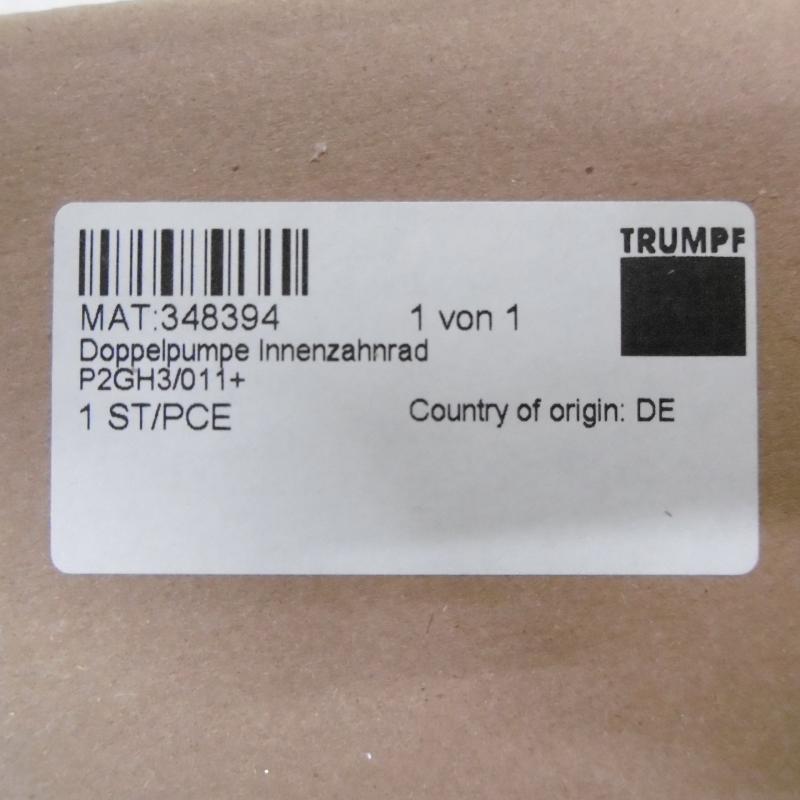 TRUMPF
MAT:348394 1 von 1
Doppelpumpe Innenzahnrad
P2GH3/011+
1 ST/PCE Country of origin: DE